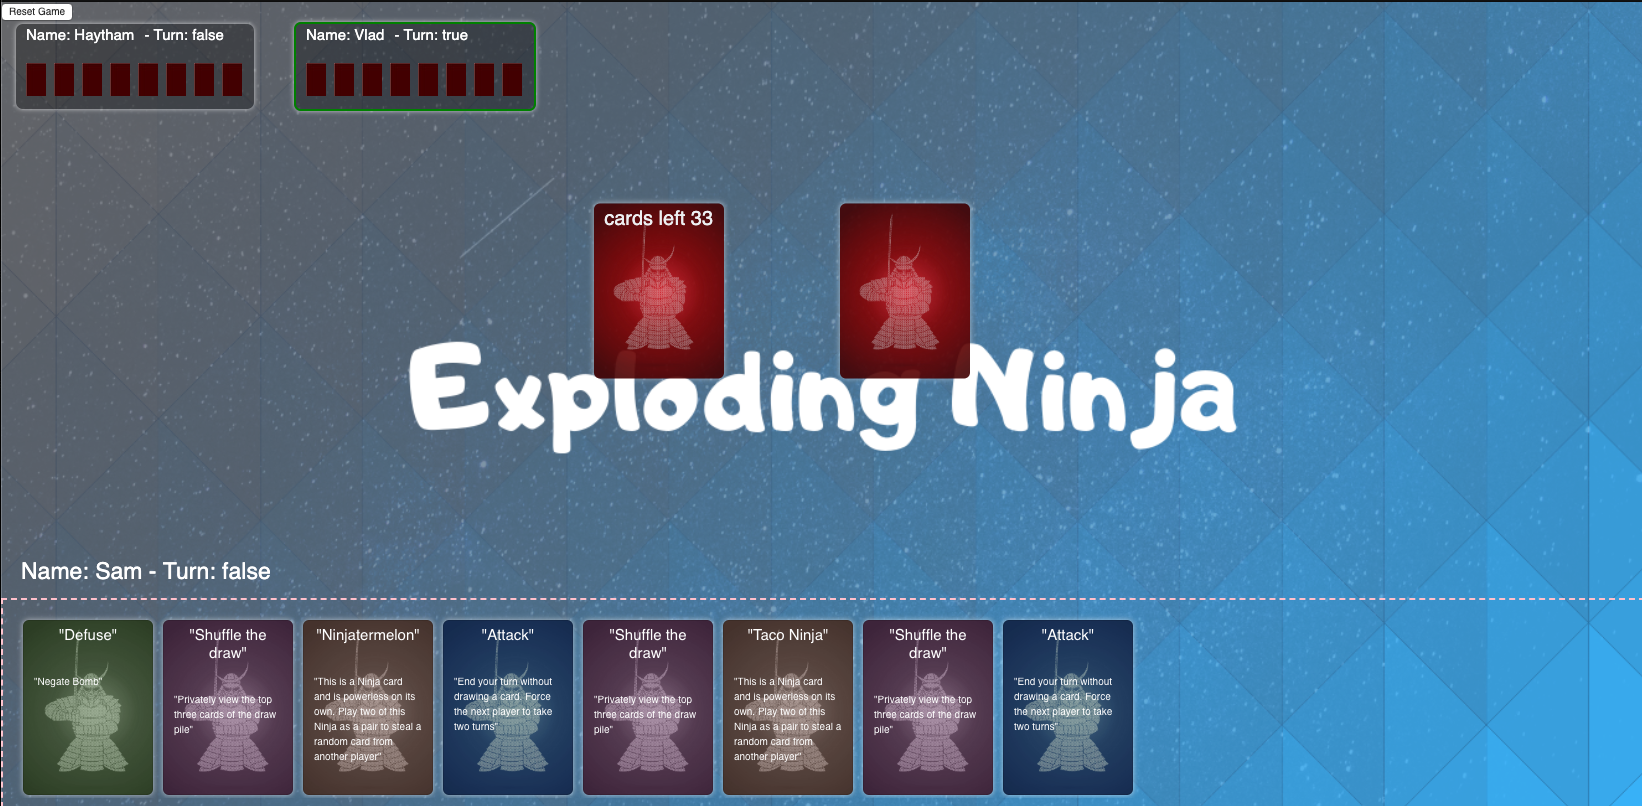 Reset Game
Name: Haytham - Turn: false
Name: Vlad - Turn: true
cards left 33
Exploding Ninja
Name: Sam - Turn: false
"Defuse"
"Negate Bomb"
"Shuffle the
draw"
"Privately view the top
three cards of the draw
pile"
"Ninjatermelon"
"This is a Ninja card
and is powerless on its
own. Play two of this
Ninja as a pair to steal a
random card from
another player"
"Attack"
"End your turn without
drawing a card. Force
the next player to take
two turns"
"Shuffle the
draw"
"Privately view the top
three cards of the draw
pile"
"Taco Ninja"
"This is a Ninja card
and is powerless on its
own. Play two of this
Ninja as a pair to steal a
random card from
another player"
"Shuffle the
draw"
"Privately view the top
three cards of the draw
pile"
"Attack"
"End your turn without
drawing a card. Force
the next player to take
two turns"